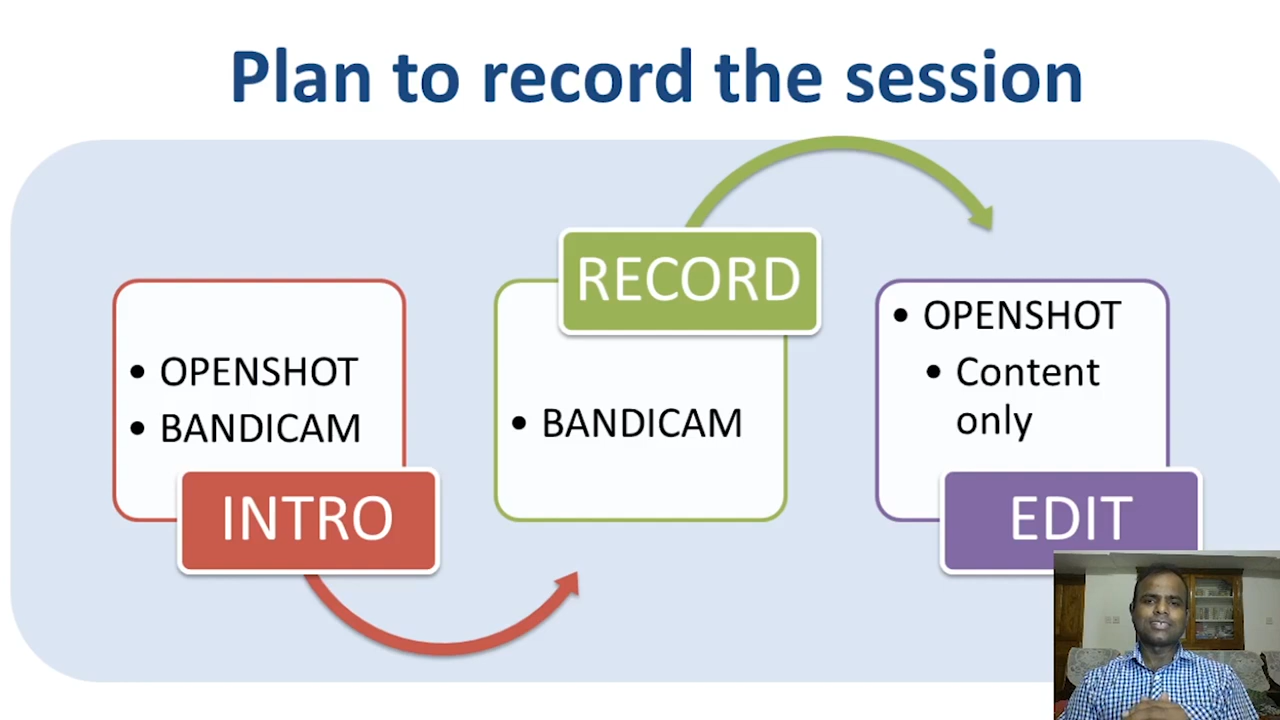 Plan to record the session
• OPENSHOT
• BANDICAM
INTRO
RECORD
• BANDICAM
• OPENSHOT
• Content
only
EDIT